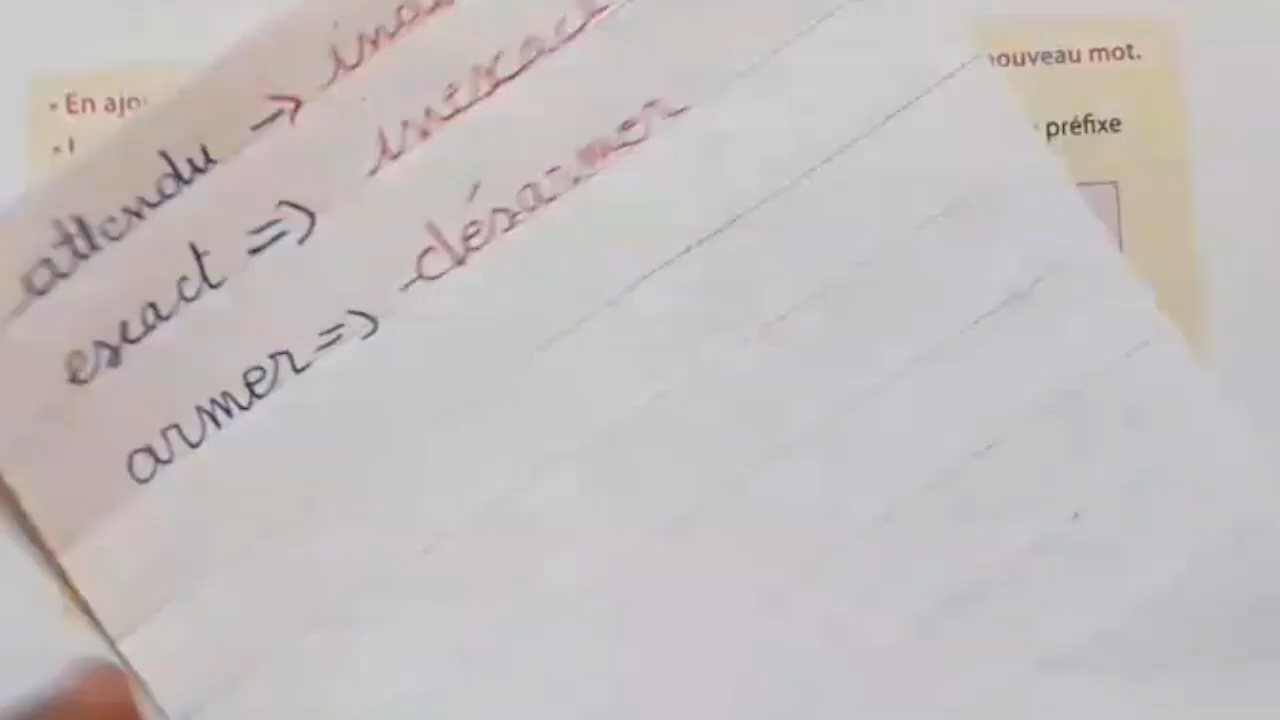 • En ajo
nouveau mot.
préfixe
attendu → ina
exact => inexact
armer => désarmer